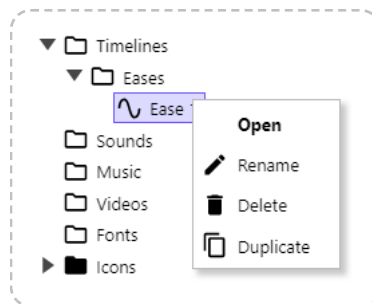 Timelines
Eases
Ease
Open
Sounds
Rename
Music
Delete
Videos
Duplicate
Fonts
Icons